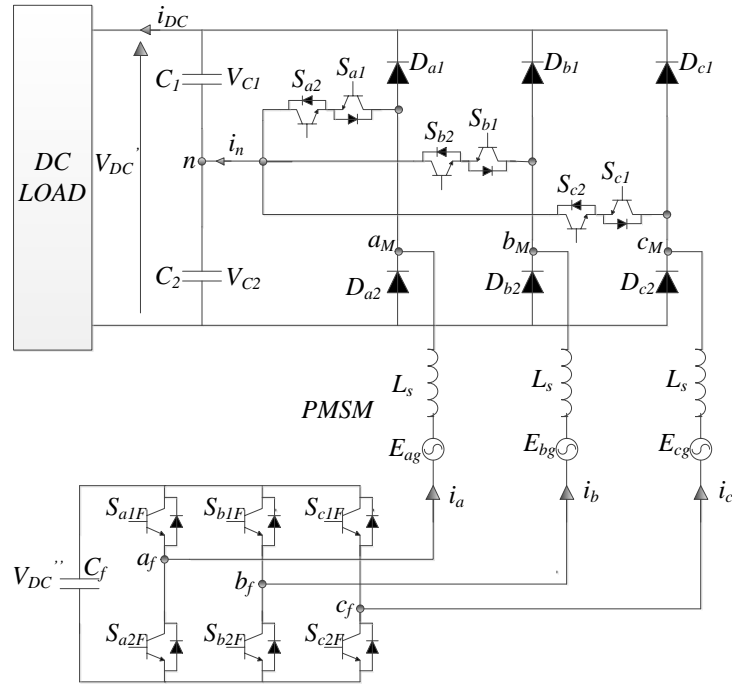 i_DC
D_a1 D_b1 D_c1
S_a1
S_a2
C_1 V_C1
S_b1
S_b2
DC
LOAD
V_DC'
n i_n
S_c1
S_c2
a_M b_M c_M
C_2 V_C2
D_a2 D_b2 D_c2
L_s L_s L_s
PMSM
E_ag E_bg E_cg
i_a i_b i_c
S_a1F S_b1F S_c1F
a_f
V_DC'' C_f
b_f
c_f
S_a2F S_b2F S_c2F